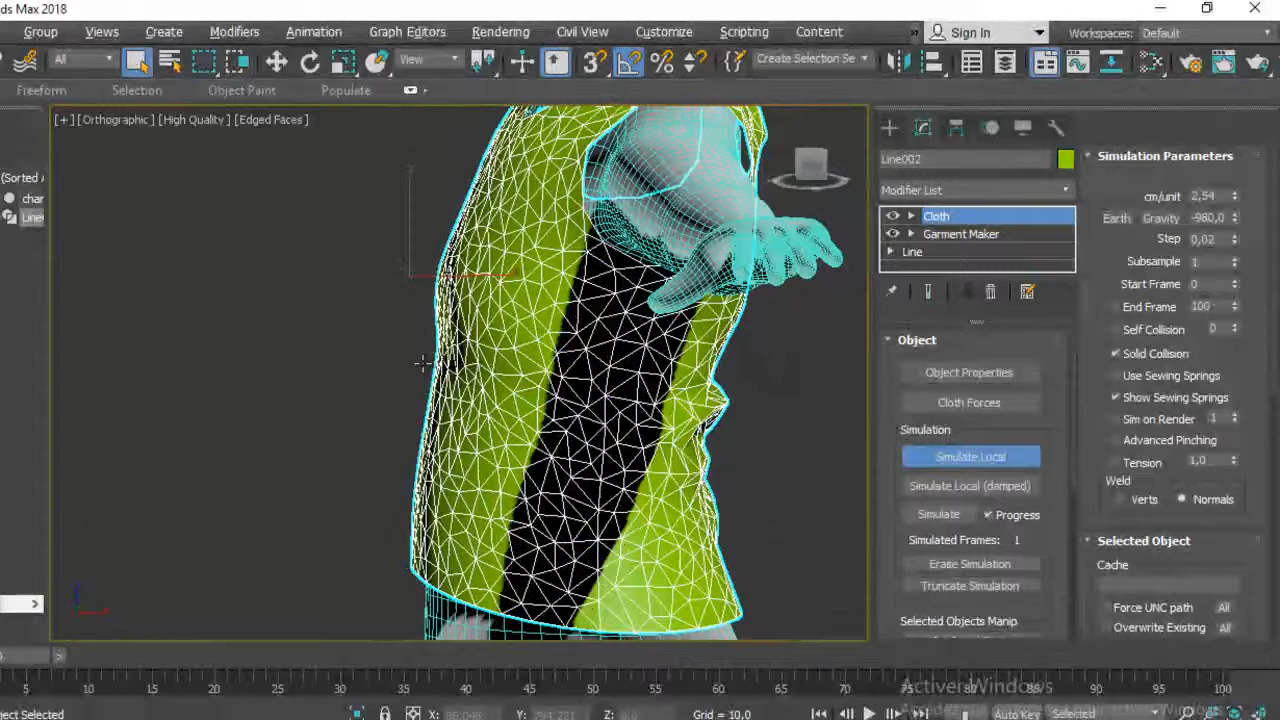 ds Max 2018
Group Views Create Modifiers Animation Graph Editors Rendering Civil View Customize Scripting Content Sign In Workspaces: Default
All View Create Selection Se
Freeform Selection Object Paint Populate
[+] [Orthographic ] [High Quality ] [Edged Faces ]
(Sorted A
char
Line
Line002
Modifier List
Cloth
Garment Maker
Line
Object
Object Properties
Cloth Forces
Simulation
Simulate Local
Simulate Local (damped)
Simulate Progress
Simulated Frames: 1
Erase Simulation
Truncate Simulation
Selected Objects Manip
Simulation Parameters
cm/unit 2,54
Earth Gravity -980,0
Step 0,02
Subsample 1
Start Frame 0
End Frame 100
Self Collision 0
Solid Collision
Use Sewing Springs
Show Sewing Springs
Sim on Render 1
Advanced Pinching
Tension 1,0
Weld
Verts Normals
Selected Object
Cache
Force UNC path All
Overwrite Existing All
5 10 15 20 25 30 35 40 45 50 55 60 65 70 75 80 85 90 95 100
Activer Windows
ect Selected X: Y: Z: Grid = 10,0 Auto Key Selected